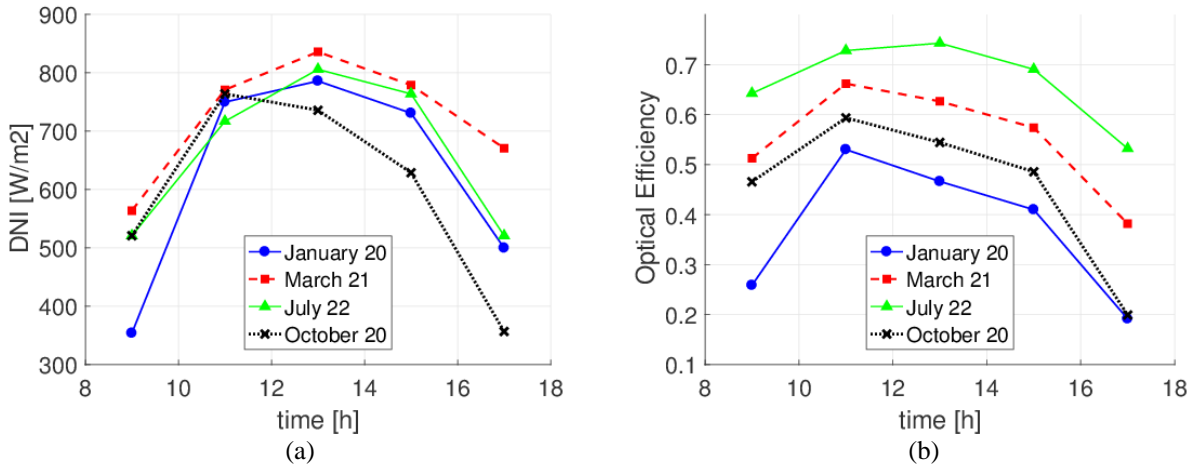 900
800
700
600
500
400
300
DNI [W/m2]
8 10 12 14 16 18
time [h]
January 20
March 21
July 22
October 20
(a)
0.7
0.6
0.5
0.4
0.3
0.2
0.1
Optical Efficiency
8 10 12 14 16 18
time [h]
January 20
March 21
July 22
October 20
(b)